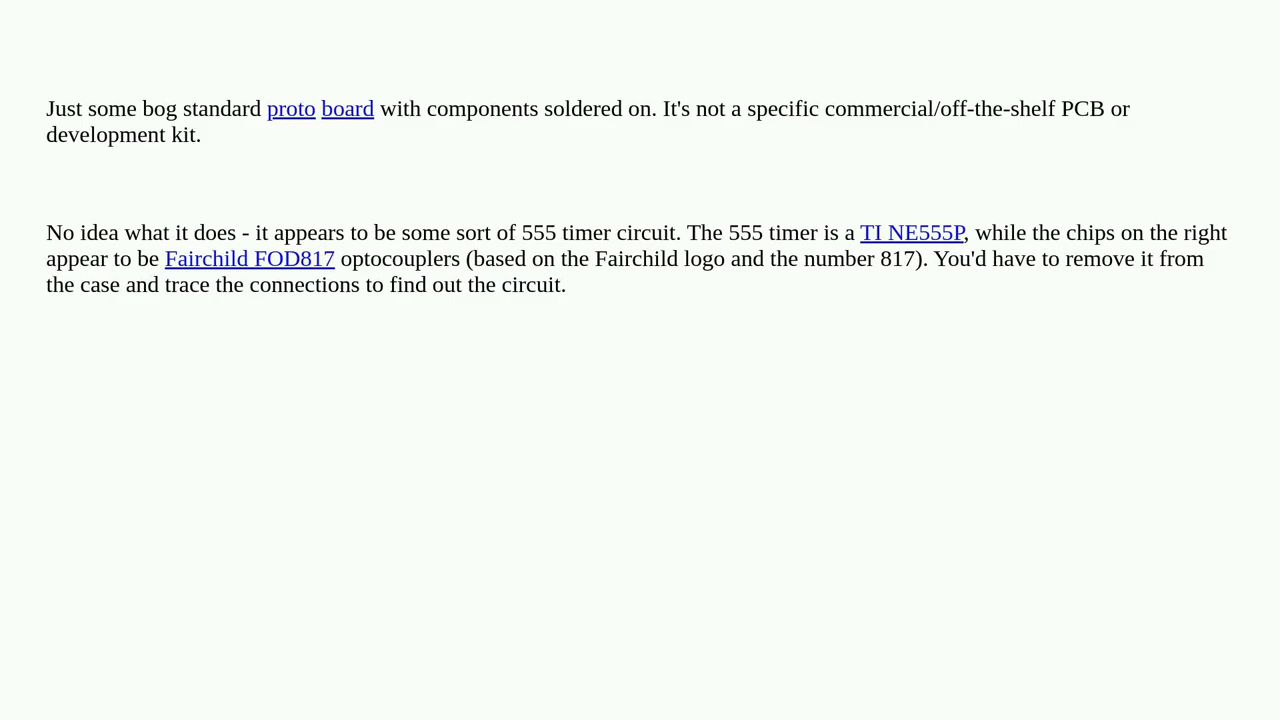 Just some bog standard proto board with components soldered on. It's not a specific commercial/off-the-shelf PCB or
development kit.
No idea what it does - it appears to be some sort of 555 timer circuit. The 555 timer is a TI NE555P, while the chips on the right
appear to be Fairchild FOD817 optocouplers (based on the Fairchild logo and the number 817). You'd have to remove it from
the case and trace the connections to find out the circuit.